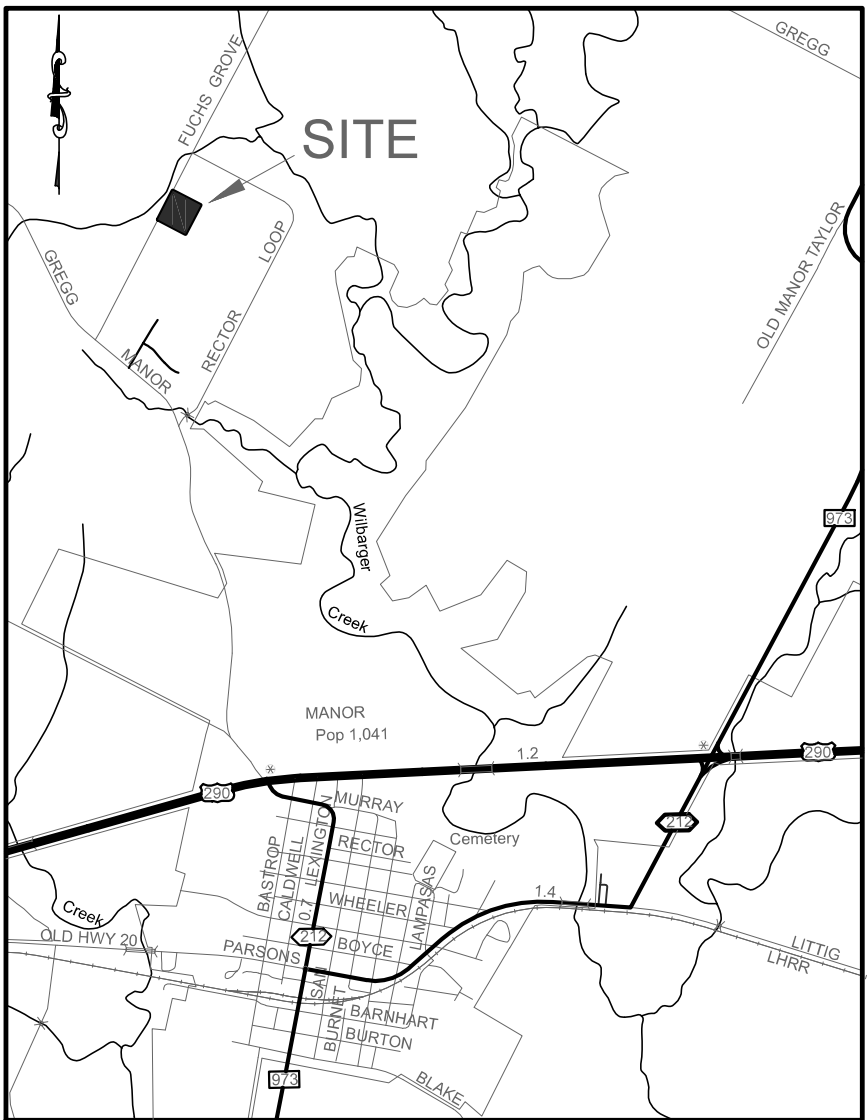 GREGG
FUCHS GROVE
SITE
GREGG
LOOP
OLD MANOR TAYLOR
RECTOR
MANOR
973
Wilbarger
Creek
MANOR
Pop 1,041
1.2
290
290
MURRAY
212
LEXINGTON
RECTOR
Cemetery
BASTROP
CALDWELL
0.7
WHEELER
LAMPASAS
1.4
Creek
OLD HWY 20
PARSONS
212
BOYCE
LITTIG
LHRR
SAN
BURNET
BARNHART
BURTON
973
BLAKE